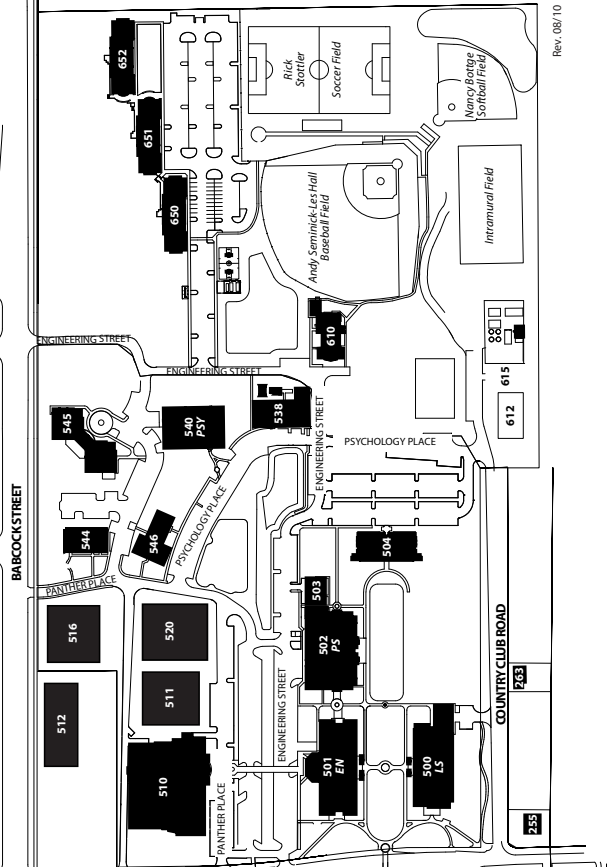 Rev. 08/10
652
651
650
Rick
Stottler
Soccer Field
Nancy Bottge
Softball Field
Andy Seminick-Les Hall
Baseball Field
Intramural Field
ENGINEERING STREET
ENGINEERING STREET
610
615
612
545
540
PSY
538
ENGINEERING STREET
PSYCHOLOGY PLACE
BABCOCK STREET
544
546
PSYCHOLOGY PLACE
504
PANTHER PLACE
503
516
520
502
PS
COUNTRY CLUB ROAD
263
512
511
ENGINEERING STREET
510
501
EN
500
LS
PANTHER PLACE
255